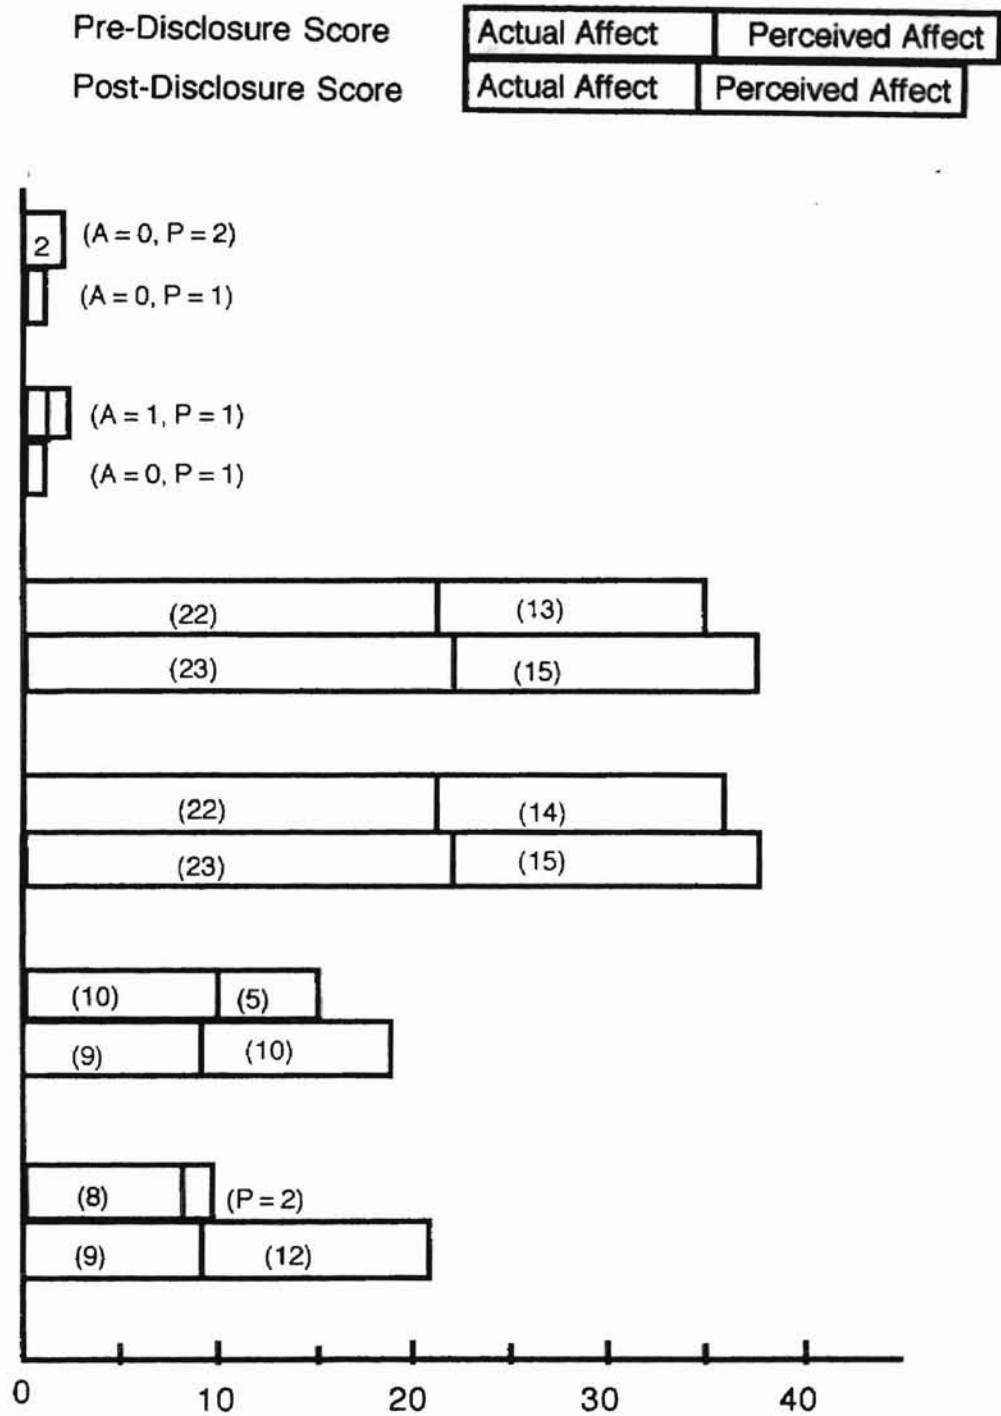 Pre-Disclosure Score Actual Affect Perceived Affect
Post-Disclosure Score Actual Affect Perceived Affect
2 (A = 0, P = 2)
(A = 0, P = 1)
(A = 1, P = 1)
(A = 0, P = 1)
(22) (13)
(23) (15)
(22) (14)
(23) (15)
(10) (5)
(9) (10)
(8) (P = 2)
(9) (12)
0 10 20 30 40